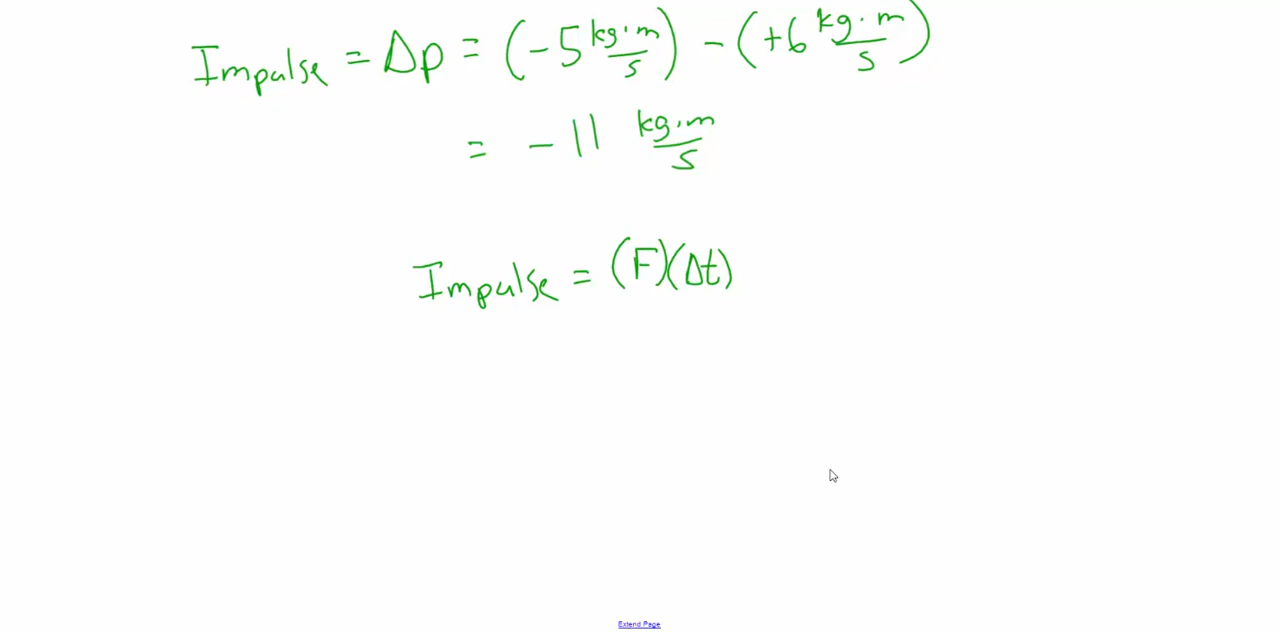 Impulse = Δp = (-5 kg·m/s) - (+6 kg·m/s)
= -11 kg·m/s
Impulse = (F)(Δt)
Extend Page